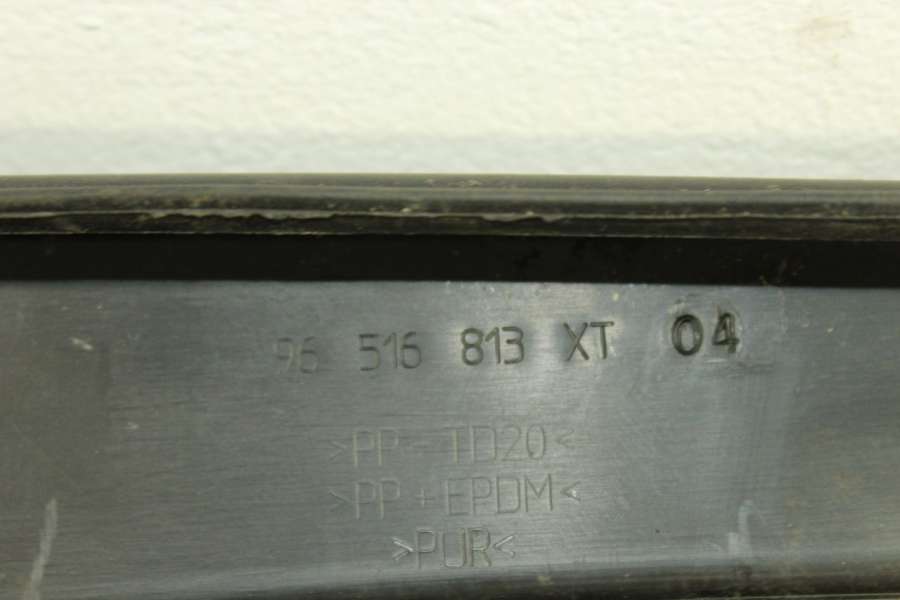 96 516 813 XT 04
>PP-TD20<
>PP+EPDM<
>PUR<